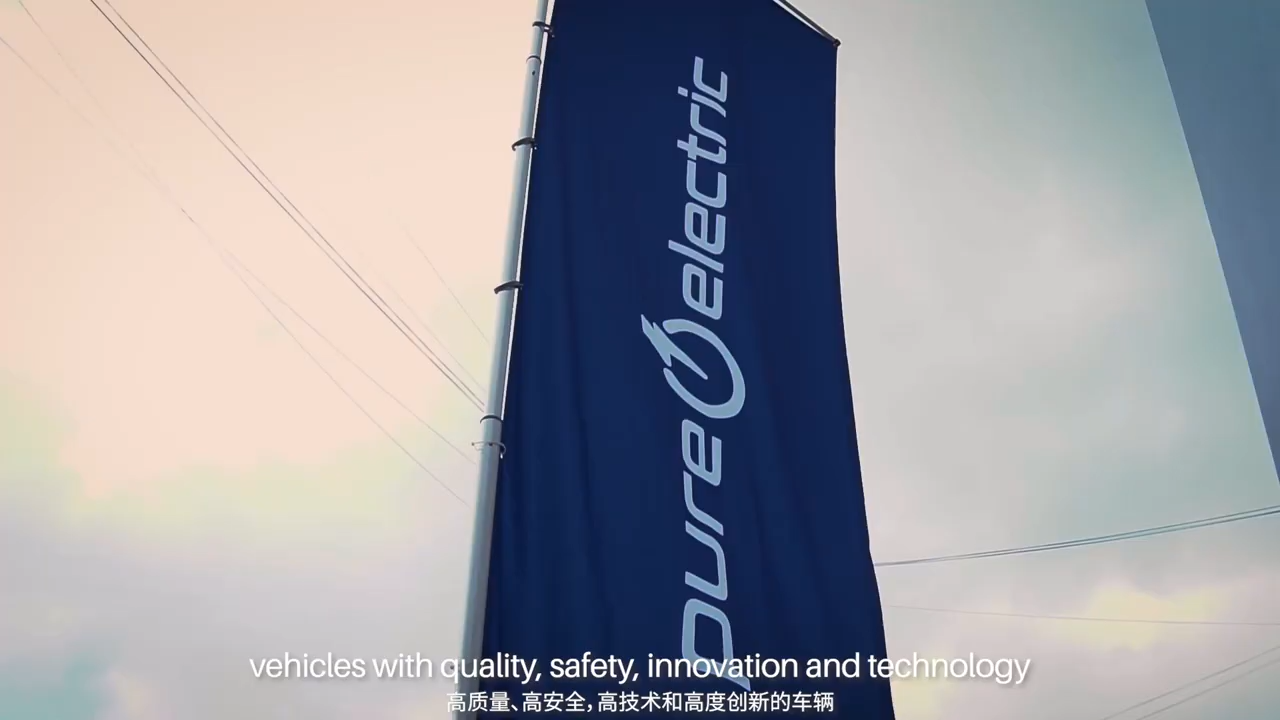 pure electric
vehicles with quality, safety, innovation and technology
高质量、高安全，高技术和高度创新的车辆